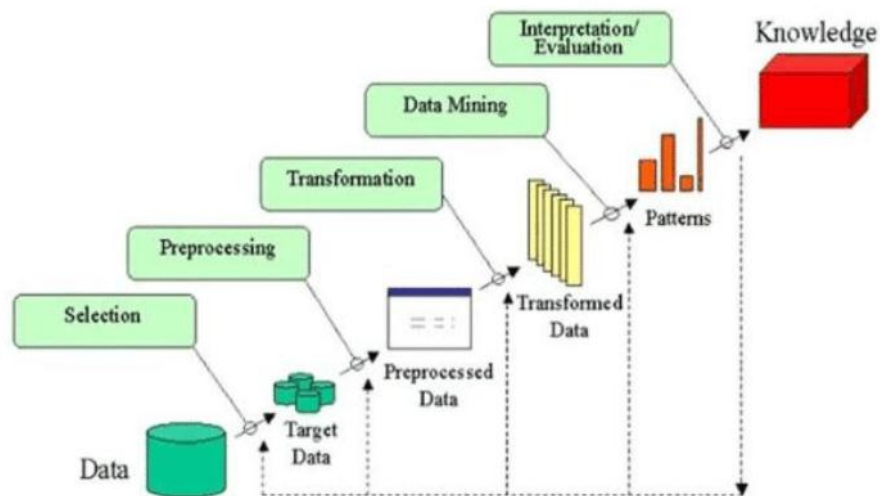 Interpretation/
Evaluation
Knowledge
Data Mining
Transformation
Patterns
Preprocessing
Transformed
Data
Selection
Preprocessed
Data
Target
Data
Data